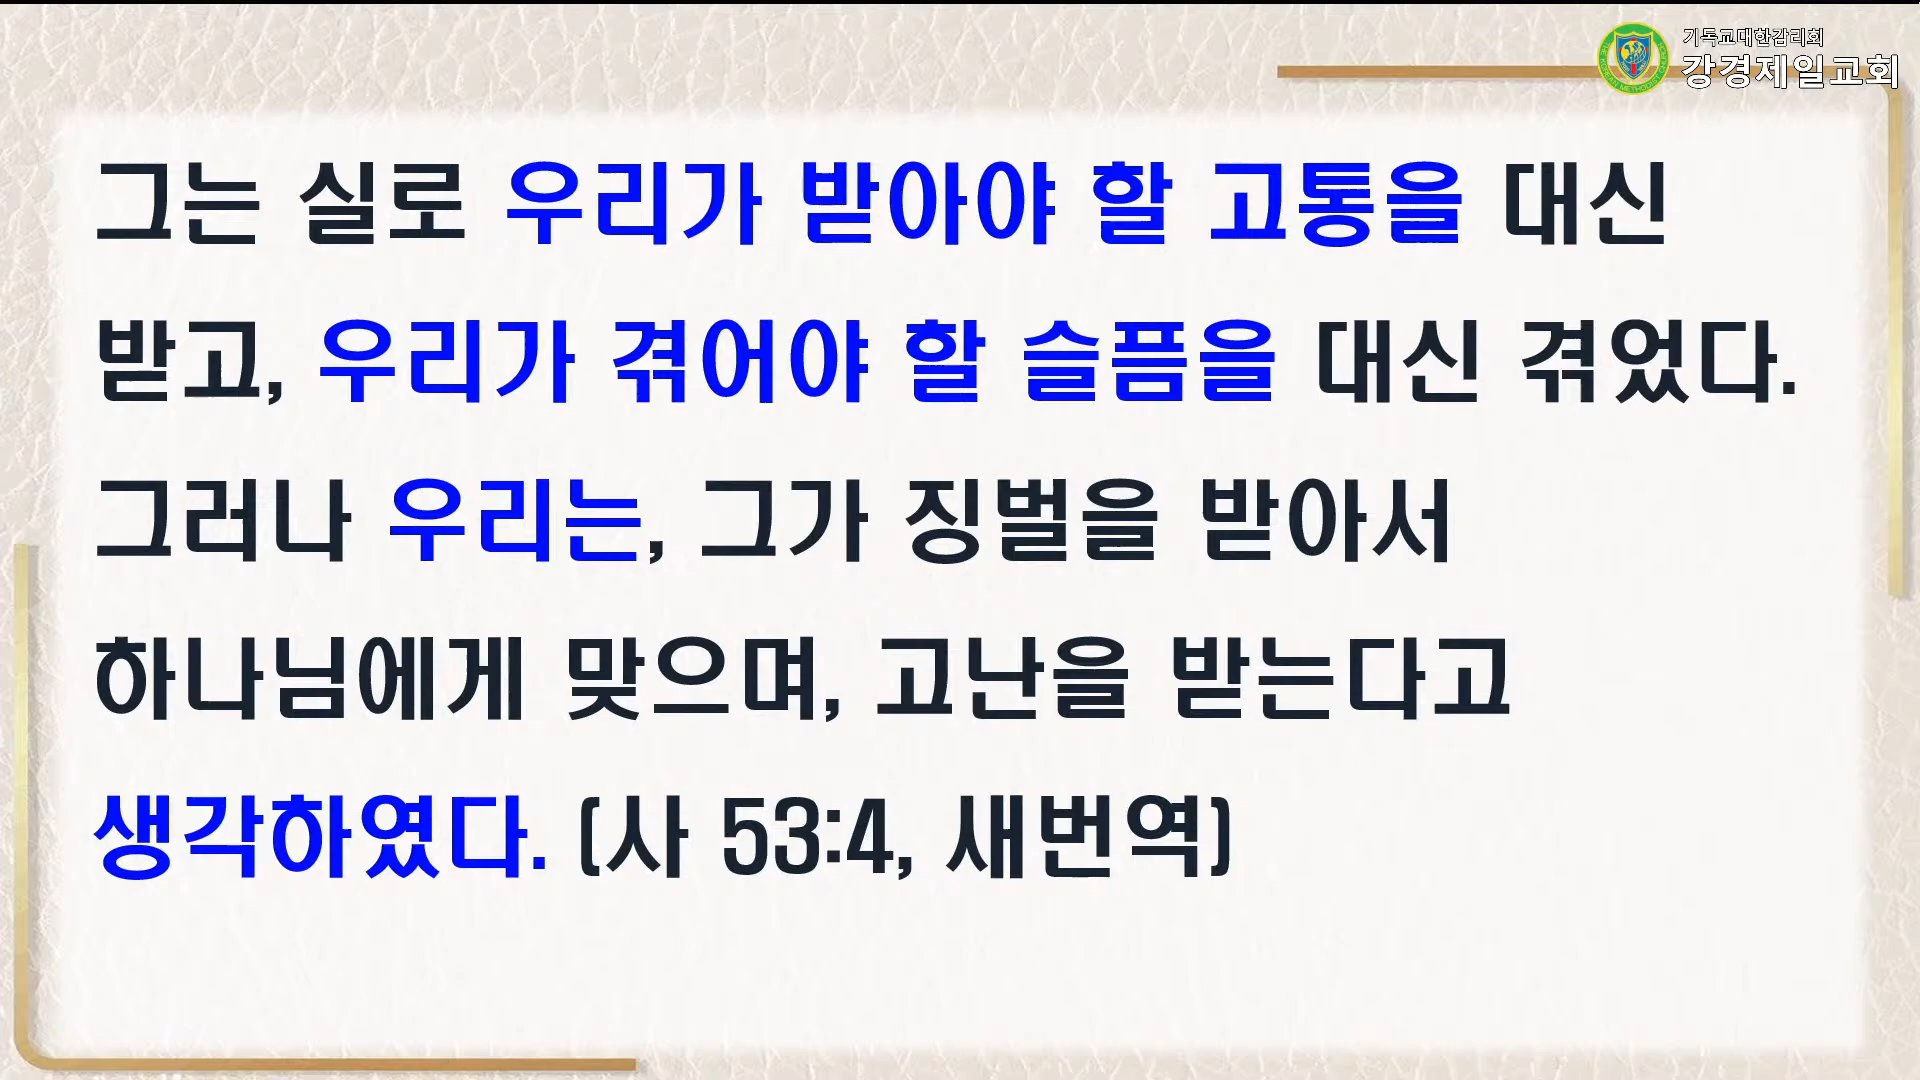 기독교대한감리회
강경제일교회
그는 실로 우리가 받아야 할 고통을 대신
받고, 우리가 겪어야 할 슬픔을 대신 겪었다.
그러나 우리는, 그가 징벌을 받아서
하나님에게 맞으며, 고난을 받는다고
생각하였다. (사 53:4, 새번역)